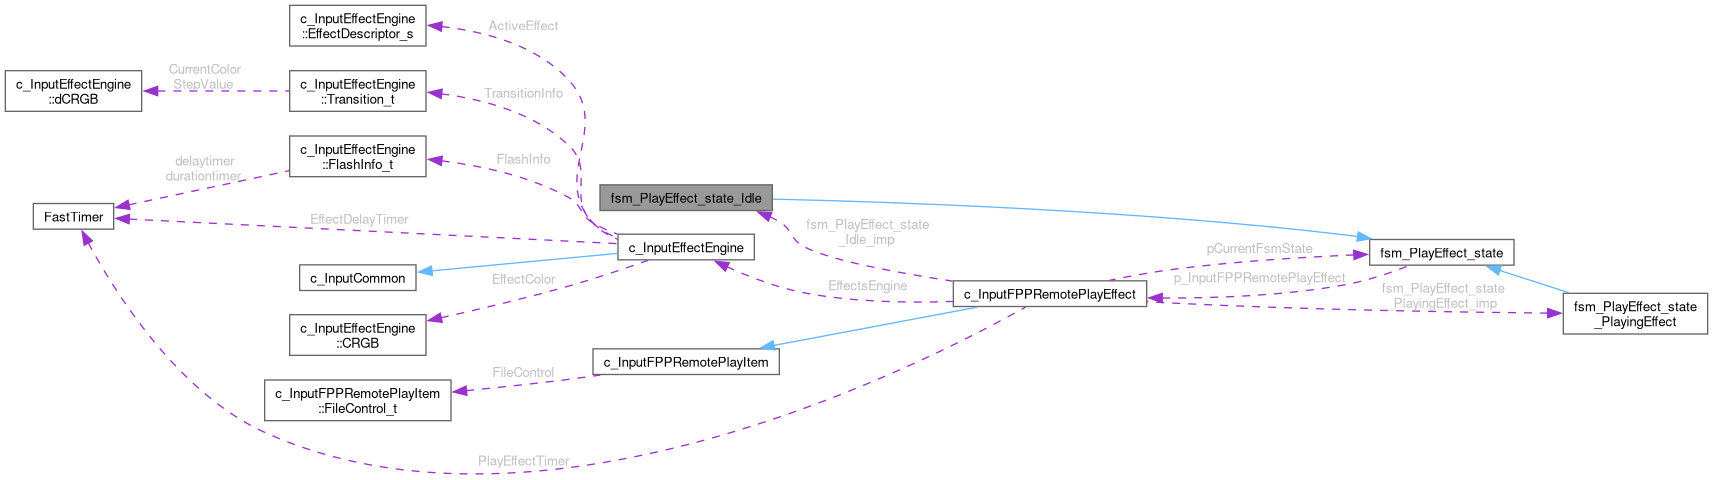 c_InputEffectEngine
::EffectDescriptor_s
ActiveEffect
c_InputEffectEngine
::dCRGB
CurrentColor
StepValue
c_InputEffectEngine
::Transition_t
TransitionInfo
c_InputEffectEngine
::FlashInfo_t
FlashInfo
delaytimer
durationtimer
FastTimer
EffectDelayTimer
fsm_PlayEffect_state_Idle
fsm_PlayEffect_state
_Idle_imp
c_InputEffectEngine
c_InputCommon
EffectColor
EffectsEngine
c_InputFPPRemotePlayEffect
pCurrentFsmState
p_InputFPPRemotePlayEffect
fsm_PlayEffect_state
fsm_PlayEffect_state
_PlayingEffect_imp
fsm_PlayEffect_state
_PlayingEffect
c_InputEffectEngine
::CRGB
c_InputFPPRemotePlayItem
FileControl
c_InputFPPRemotePlayItem
::FileControl_t
PlayEffectTimer